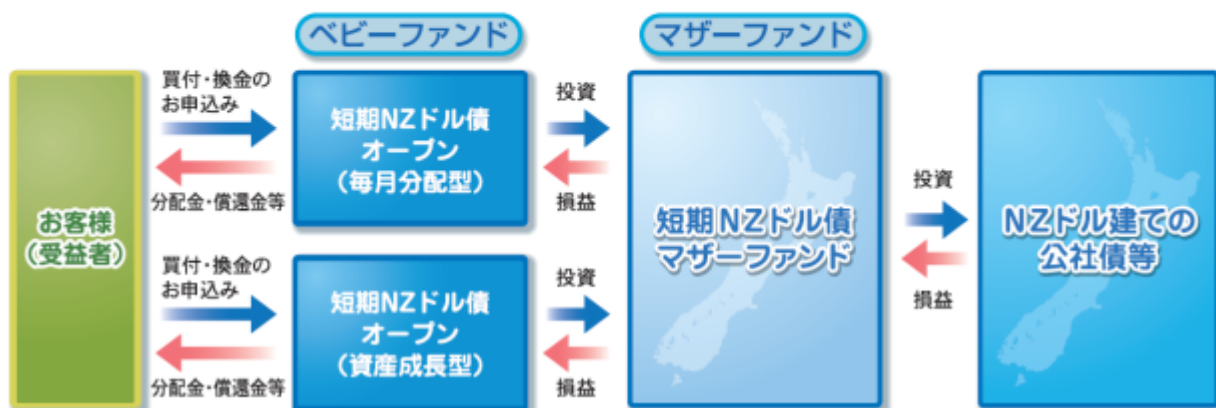 ベビーファンド
マザーファンド
お客様
(受益者)
買付・換金の
お申込み
分配金・償還金等
短期NZドル債
オープン
(毎月分配型)
投資
損益
買付・換金の
お申込み
分配金・償還金等
短期NZドル債
オープン
(資産成長型)
投資
損益
短期NZドル債
マザーファンド
投資
損益
NZドル建ての
公社債等